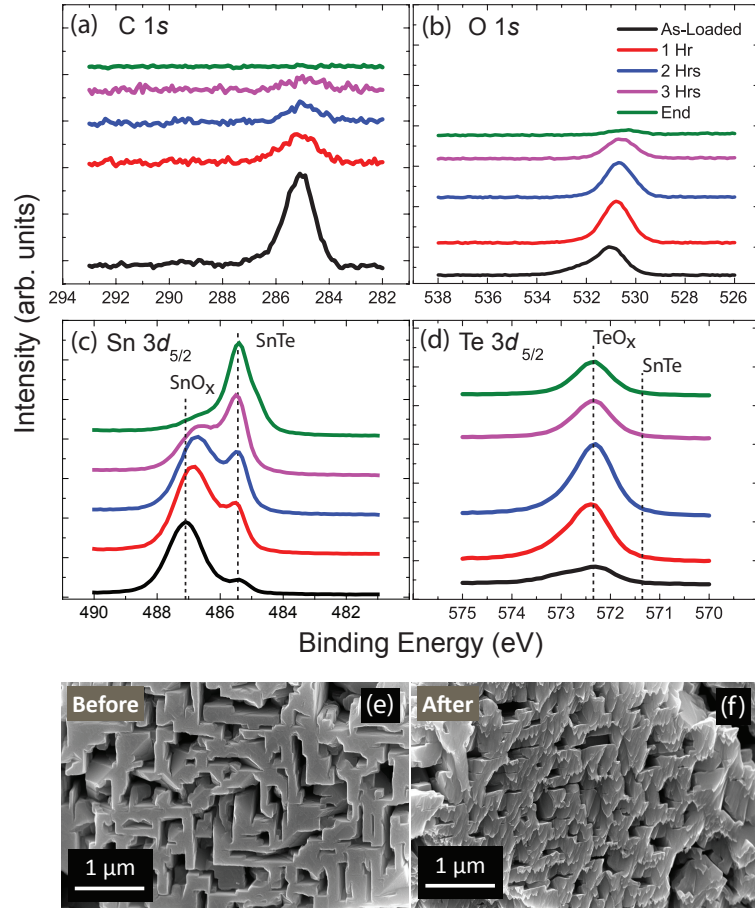 (a) C 1s
(b) O 1s
As-Loaded
1 Hr
2 Hrs
3 Hrs
End
294 292 290 288 286 284 282
538 536 534 532 530 528 526
Intensity (arb. units)
(c) Sn 3d5/2
SnOx
SnTe
(d) Te 3d 5/2
TeOx
SnTe
490 488 486 484 482
575 574 573 572 571 570
Binding Energy (eV)
Before
(e)
1 µm
After
(f)
1 µm